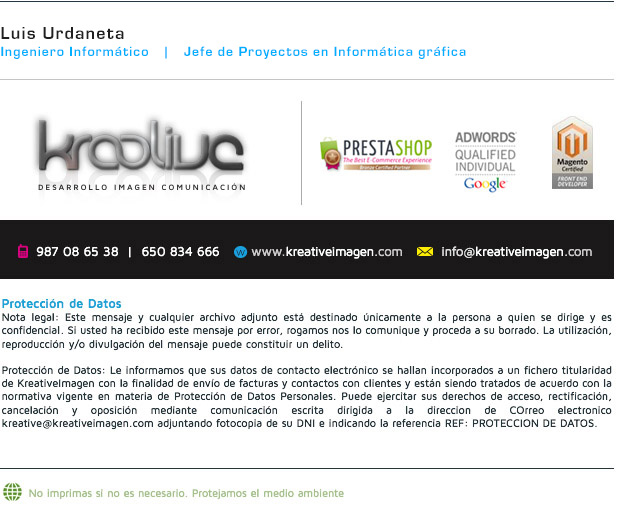 Luis Urdaneta
Ingeniero Informático | Jefe de Proyectos en Informática gráfica
kreative
DESARROLLO IMAGEN COMUNICACIÓN
PRESTASHOP
The Best E-Commerce Experience
Bronze Certified Partner
ADWORDS
QUALIFIED
INDIVIDUAL
Google
Magento
Certified
FRONT END
DEVELOPER
987 08 65 38 | 650 834 666 www.kreativeimagen.com info@kreativeimagen.com
Protección de Datos
Nota legal: Este mensaje y cualquier archivo adjunto está destinado únicamente a la persona a quien se dirige y es
confidencial. Si usted ha recibido este mensaje por error, rogamos nos lo comunique y proceda a su borrado. La utilización,
reproducción y/o divulgación del mensaje puede constituir un delito.
Protección de Datos: Le informamos que sus datos de contacto electrónico se hallan incorporados a un fichero titularidad
de KreativeImagen con la finalidad de envío de facturas y contactos con clientes y están siendo tratados de acuerdo con la
normativa vigente en materia de Protección de Datos Personales. Puede ejercitar sus derechos de acceso, rectificación,
cancelación y oposición mediante comunicación escrita dirigida a la direccion de COrreo electronico
kreative@kreativeimagen.com adjuntando fotocopia de su DNI e indicando la referencia REF: PROTECCION DE DATOS.
No imprimas si no es necesario. Protejamos el medio ambiente